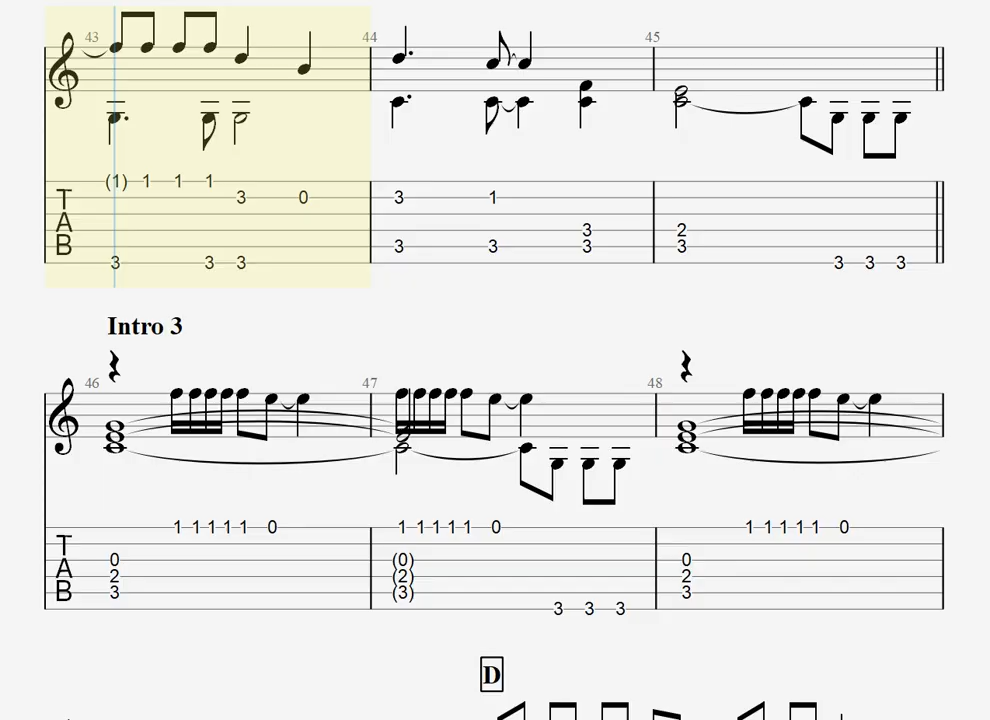 43 44 45
(1) 1 1 1
T 3 0 3 1
A 3 2
B 3 3 3 3
3 3 3 3 3 3
Intro 3
46 47 48
1 1 1 1 1 0 1 1 1 1 1 0 1 1 1 1 1 0
T
0 (0) 0
A 2 (2) 2
B 3 (3) 3
3 3 3
D